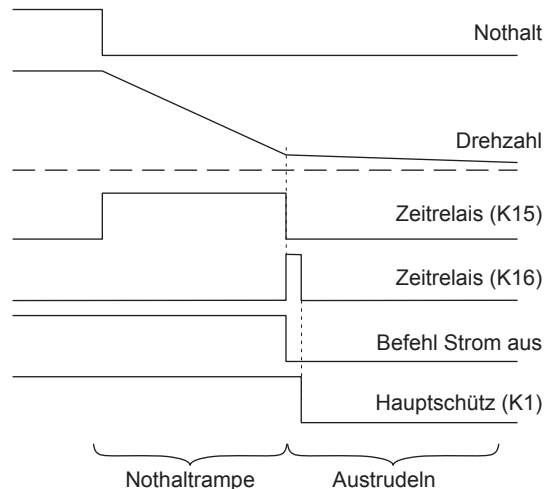 Nothalt
Drehzahl
Zeitrelais (K15)
Zeitrelais (K16)
Befehl Strom aus
Hauptschütz (K1)
Nothaltrampe Austrudeln